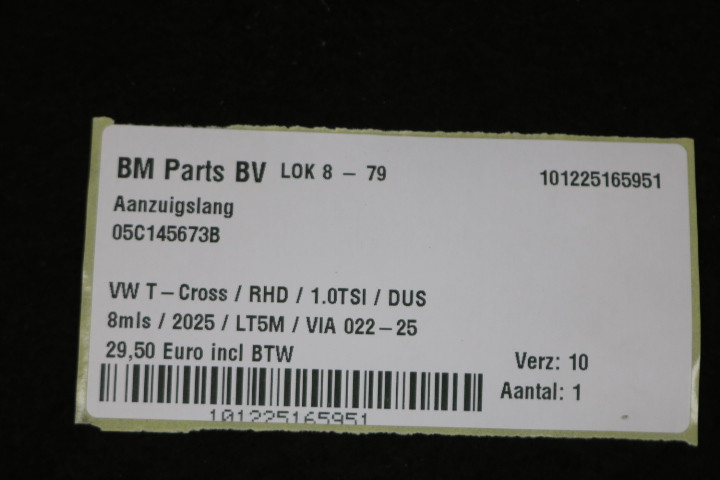 BM Parts BV LOK 8 – 79 101225165951
Aanzuigslang
05C145673B
VW T–Cross / RHD / 1.0TSI / DUS
8mls / 2025 / LT5M / VIA 022–25
29,50 Euro incl BTW
Verz: 10
Aantal: 1
101225165951